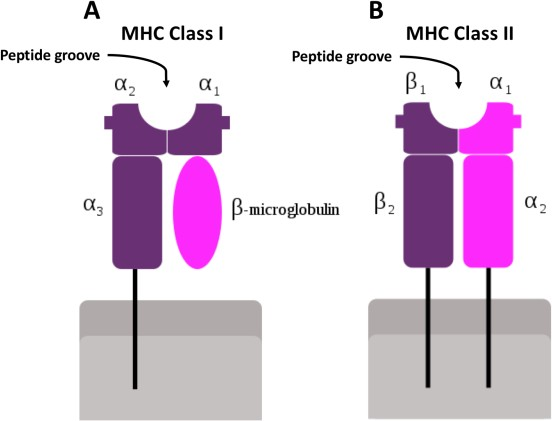 A
MHC Class I
Peptide groove
α2
α1
α3
β-microglobulin
B
MHC Class II
Peptide groove
β1
α1
β2
α2